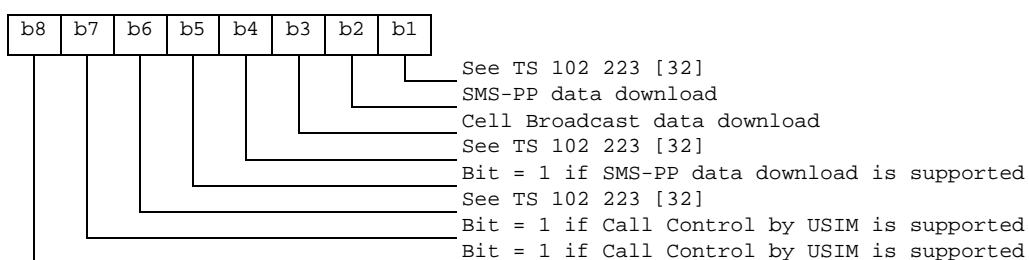 b8 b7 b6 b5 b4 b3 b2 b1
See TS 102 223 [32]
SMS-PP data download
Cell Broadcast data download
See TS 102 223 [32]
Bit = 1 if SMS-PP data download is supported
See TS 102 223 [32]
Bit = 1 if Call Control by USIM is supported
Bit = 1 if Call Control by USIM is supported